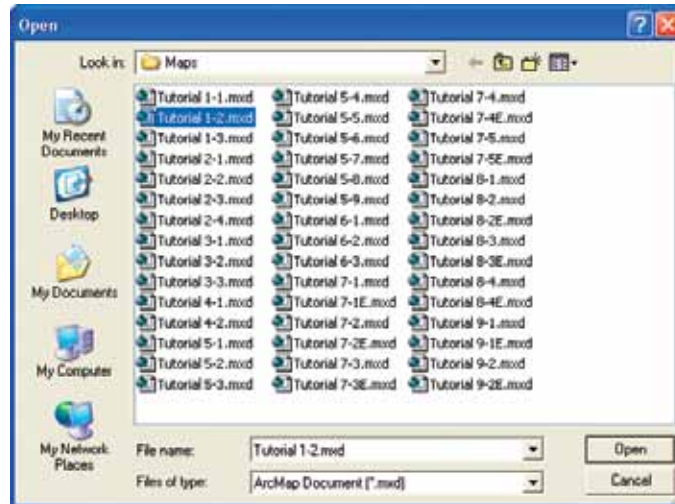 Open
Look in: Maps
My Recent Documents
Desktop
My Documents
My Computer
My Network Places
Tutorial 1-1.mxd
Tutorial 1-2.mxd
Tutorial 1-3.mxd
Tutorial 2-1.mxd
Tutorial 2-2.mxd
Tutorial 2-3.mxd
Tutorial 2-4.mxd
Tutorial 3-1.mxd
Tutorial 3-2.mxd
Tutorial 3-3.mxd
Tutorial 4-1.mxd
Tutorial 4-2.mxd
Tutorial 5-1.mxd
Tutorial 5-2.mxd
Tutorial 5-3.mxd
Tutorial 5-4.mxd
Tutorial 5-5.mxd
Tutorial 5-6.mxd
Tutorial 5-7.mxd
Tutorial 5-8.mxd
Tutorial 5-9.mxd
Tutorial 6-1.mxd
Tutorial 6-2.mxd
Tutorial 6-3.mxd
Tutorial 7-1.mxd
Tutorial 7-1E.mxd
Tutorial 7-2.mxd
Tutorial 7-2E.mxd
Tutorial 7-3.mxd
Tutorial 7-3E.mxd
Tutorial 7-4.mxd
Tutorial 7-4E.mxd
Tutorial 7-5.mxd
Tutorial 7-5E.mxd
Tutorial 8-1.mxd
Tutorial 8-2.mxd
Tutorial 8-2E.mxd
Tutorial 8-3.mxd
Tutorial 8-3E.mxd
Tutorial 8-4.mxd
Tutorial 8-4E.mxd
Tutorial 9-1.mxd
Tutorial 9-1E.mxd
Tutorial 9-2.mxd
Tutorial 9-2E.mxd
File name: Tutorial 1-2.mxd Open
Files of type: ArcMap Document (*.mxd) Cancel